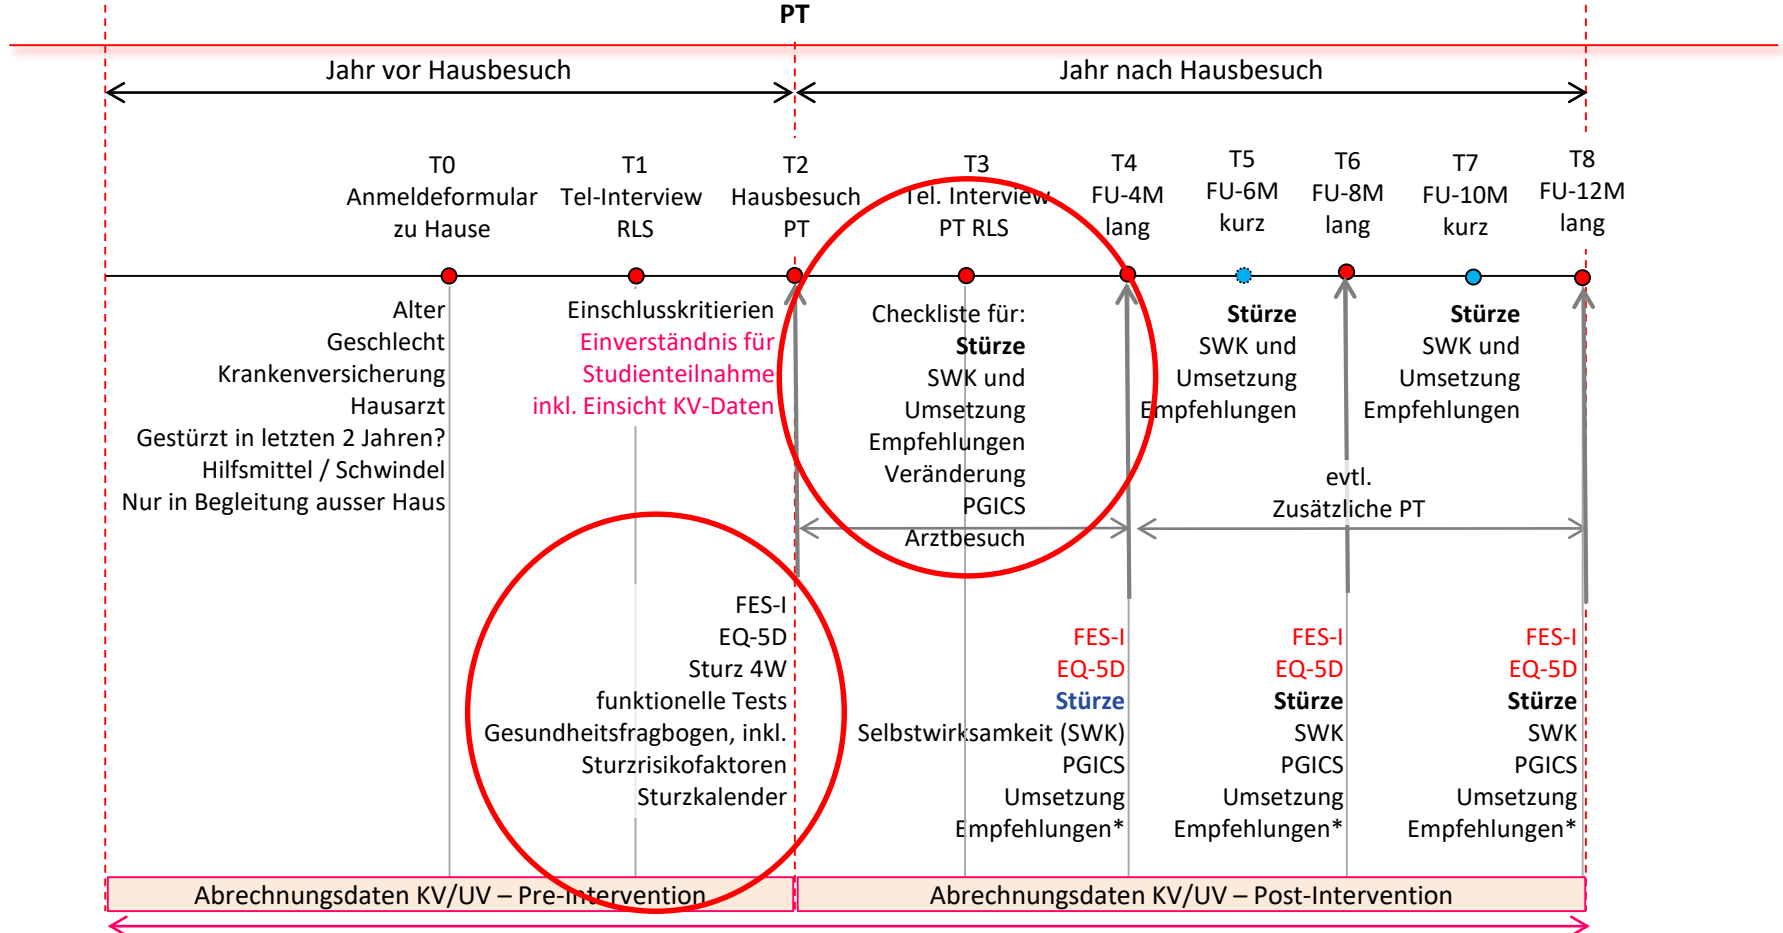 PT
Jahr vor Hausbesuch
Jahr nach Hausbesuch
T0
Anmeldeformular
zu Hause
T1
Tel-Interview
RLS
T2
Hausbesuch
PT
T3
Tel. Interview
PT RLS
T4
FU-4M
lang
T5
FU-6M
kurz
T6
FU-8M
lang
T7
FU-10M
kurz
T8
FU-12M
lang
Alter
Geschlecht
Krankenversicherung
Hausarzt
Gestürzt in letzten 2 Jahren?
Hilfsmittel / Schwindel
Nur in Begleitung ausser Haus
Einschlusskritierien
Einverständnis für
Studienteilnahme
inkl. Einsicht KV-Daten
Checkliste für:
Stürze
SWK und
Umsetzung
Empfehlungen
Veränderung
PGICS
Arztbesuch
Stürze
SWK und
Umsetzung
Empfehlungen
Stürze
SWK und
Umsetzung
Empfehlungen
evtl.
Zusätzliche PT
FES-I
EQ-5D
Sturz 4W
funktionelle Tests
Gesundheitsfragbogen, inkl.
Sturzrisikofaktoren
Sturzkalender
FES-I
EQ-5D
Stürze
Selbstwirksamkeit (SWK)
PGICS
Umsetzung
Empfehlungen*
FES-I
EQ-5D
Stürze
SWK
PGICS
Umsetzung
Empfehlungen*
FES-I
EQ-5D
Stürze
SWK
PGICS
Umsetzung
Empfehlungen*
Abrechnungsdaten KV/UV – Pre-Intervention
Abrechnungsdaten KV/UV – Post-Intervention